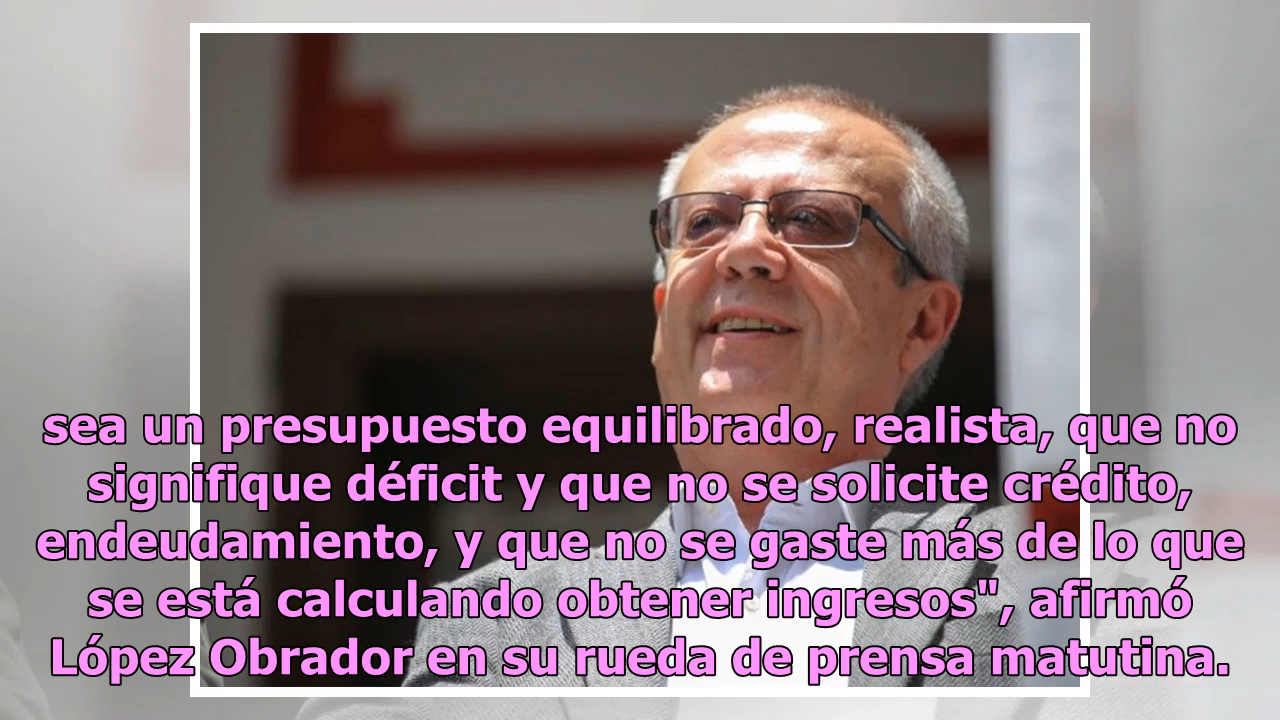 sea un presupuesto equilibrado, realista, que no
signifique déficit y que no se solicite crédito,
endeudamiento, y que no se gaste más de lo que
se está calculando obtener ingresos", afirmó
López Obrador en su rueda de prensa matutina.